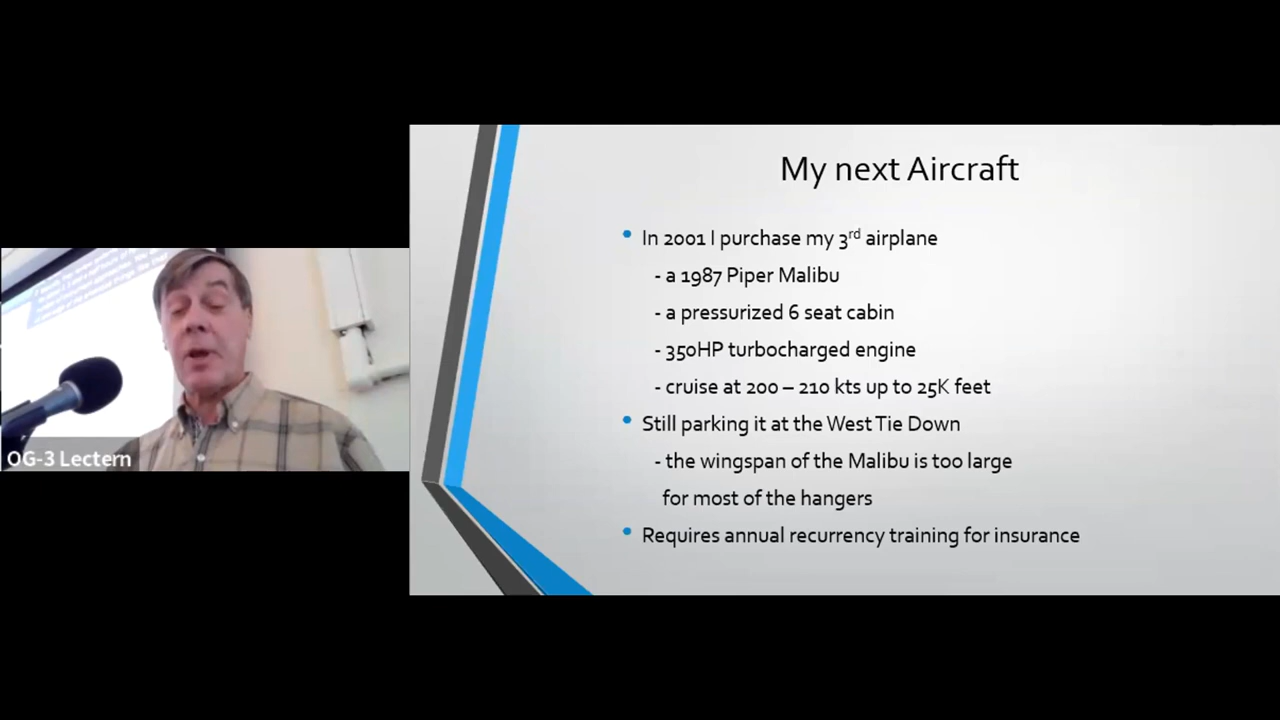 My next Aircraft
• In 2001 I purchase my 3rd airplane
- a 1987 Piper Malibu
- a pressurized 6 seat cabin
- 350HP turbocharged engine
- cruise at 200 – 210 kts up to 25K feet
• Still parking it at the West Tie Down
- the wingspan of the Malibu is too large
for most of the hangers
• Requires annual recurrency training for insurance
OG-3 Lectern